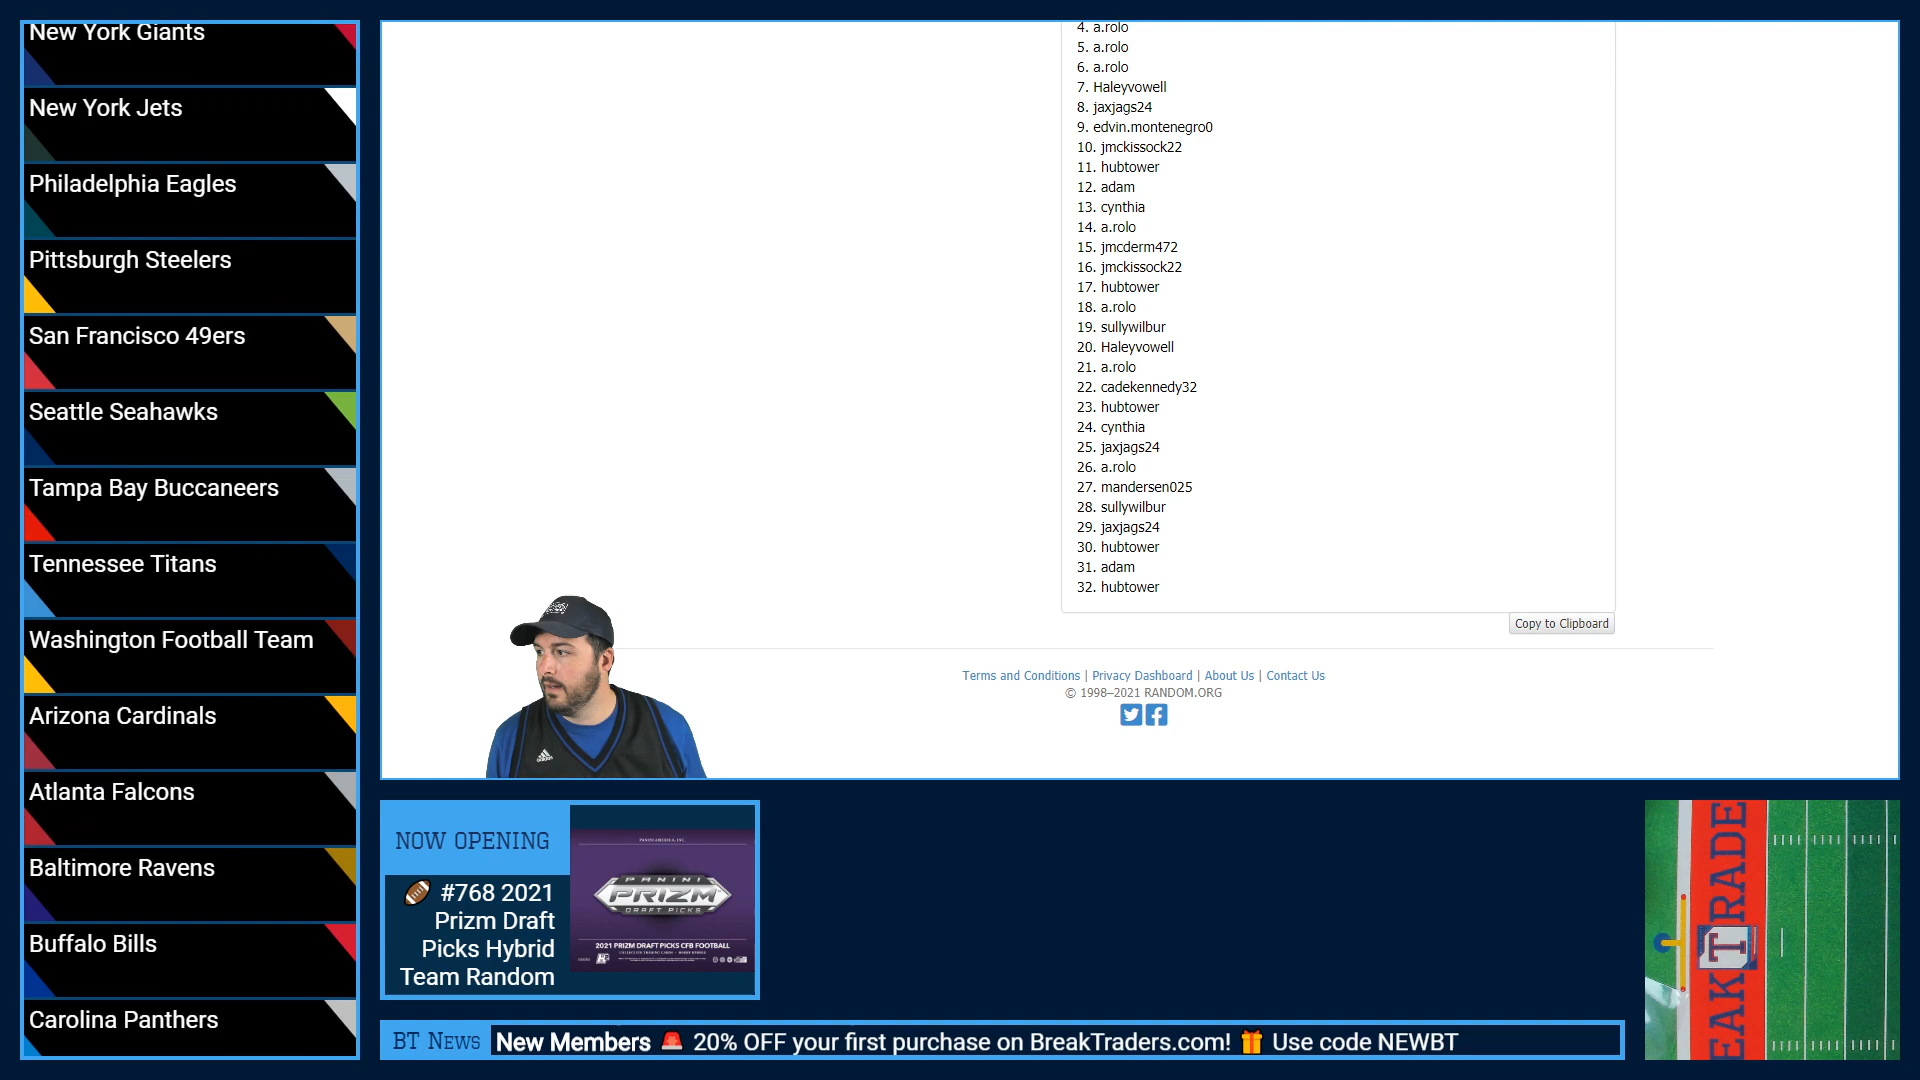 New York Giants
New York Jets
Philadelphia Eagles
Pittsburgh Steelers
San Francisco 49ers
Seattle Seahawks
Tampa Bay Buccaneers
Tennessee Titans
Washington Football Team
Arizona Cardinals
Atlanta Falcons
Baltimore Ravens
Buffalo Bills
Carolina Panthers
4. a.rolo
5. a.rolo
6. a.rolo
7. Haleyvowell
8. jaxjags24
9. edvin.montenegro0
10. jmckissock22
11. hubtower
12. adam
13. cynthia
14. a.rolo
15. jmcderm472
16. jmckissock22
17. hubtower
18. a.rolo
19. sullywilbur
20. Haleyvowell
21. a.rolo
22. cadekennedy32
23. hubtower
24. cynthia
25. jaxjags24
26. a.rolo
27. mandersen025
28. sullywilbur
29. jaxjags24
30. hubtower
31. adam
32. hubtower
Copy to Clipboard
Terms and Conditions | Privacy Dashboard | About Us | Contact Us
© 1998–2021 RANDOM.ORG
adidas
NOW OPENING
#768 2021
Prizm Draft
Picks Hybrid
Team Random
PANINI AMERICA, INC.
PANINI
PRIZM
DRAFT PICKS
2021 PRIZM DRAFT PICKS CFB FOOTBALL
EAKTRADE
BT News
New Members 🚨 20% OFF your first purchase on BreakTraders.com! 🎁 Use code NEWBT